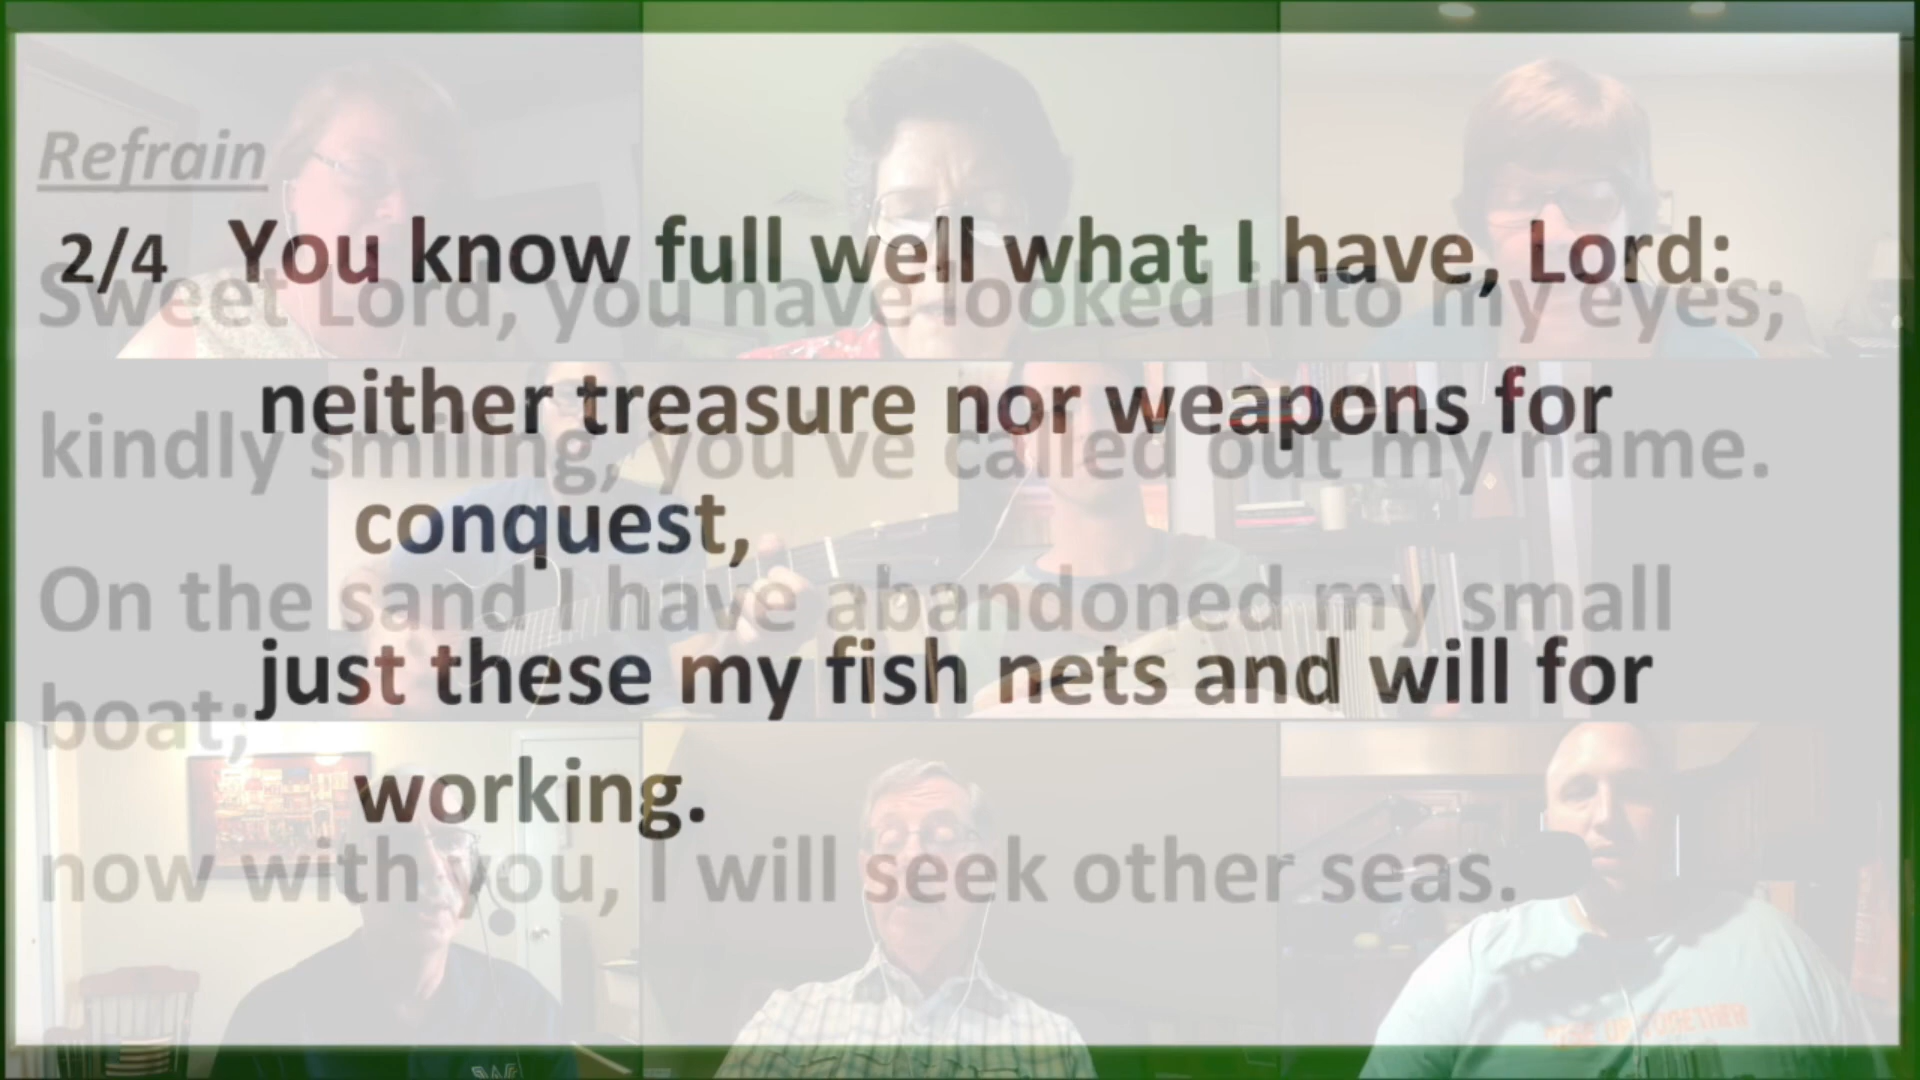 Refrain
2/4 You know full well what I have, Lord:
Sweet Lord, you have looked into my eyes;
neither treasure nor weapons for
kindly smiling, you've called out my name.
conquest,
On the sand I have abandoned my small
just these my fish nets and will for
boat;
working.
now with you, I will seek other seas.
TOGETHER